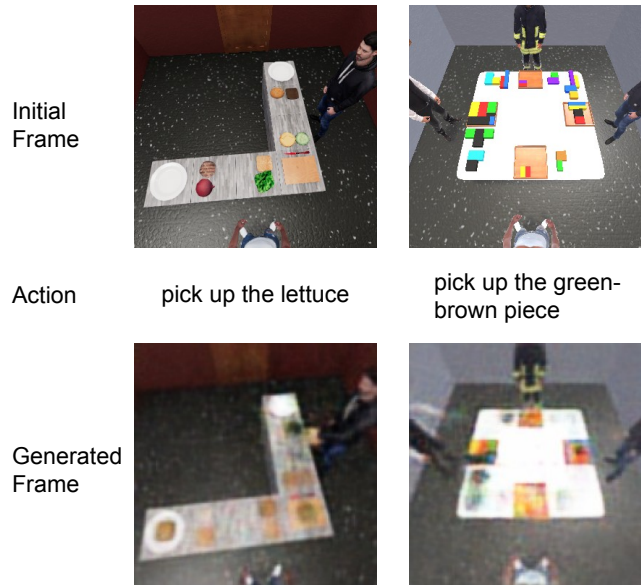 Initial
Frame
Action
pick up the lettuce
pick up the green-
brown piece
Generated
Frame